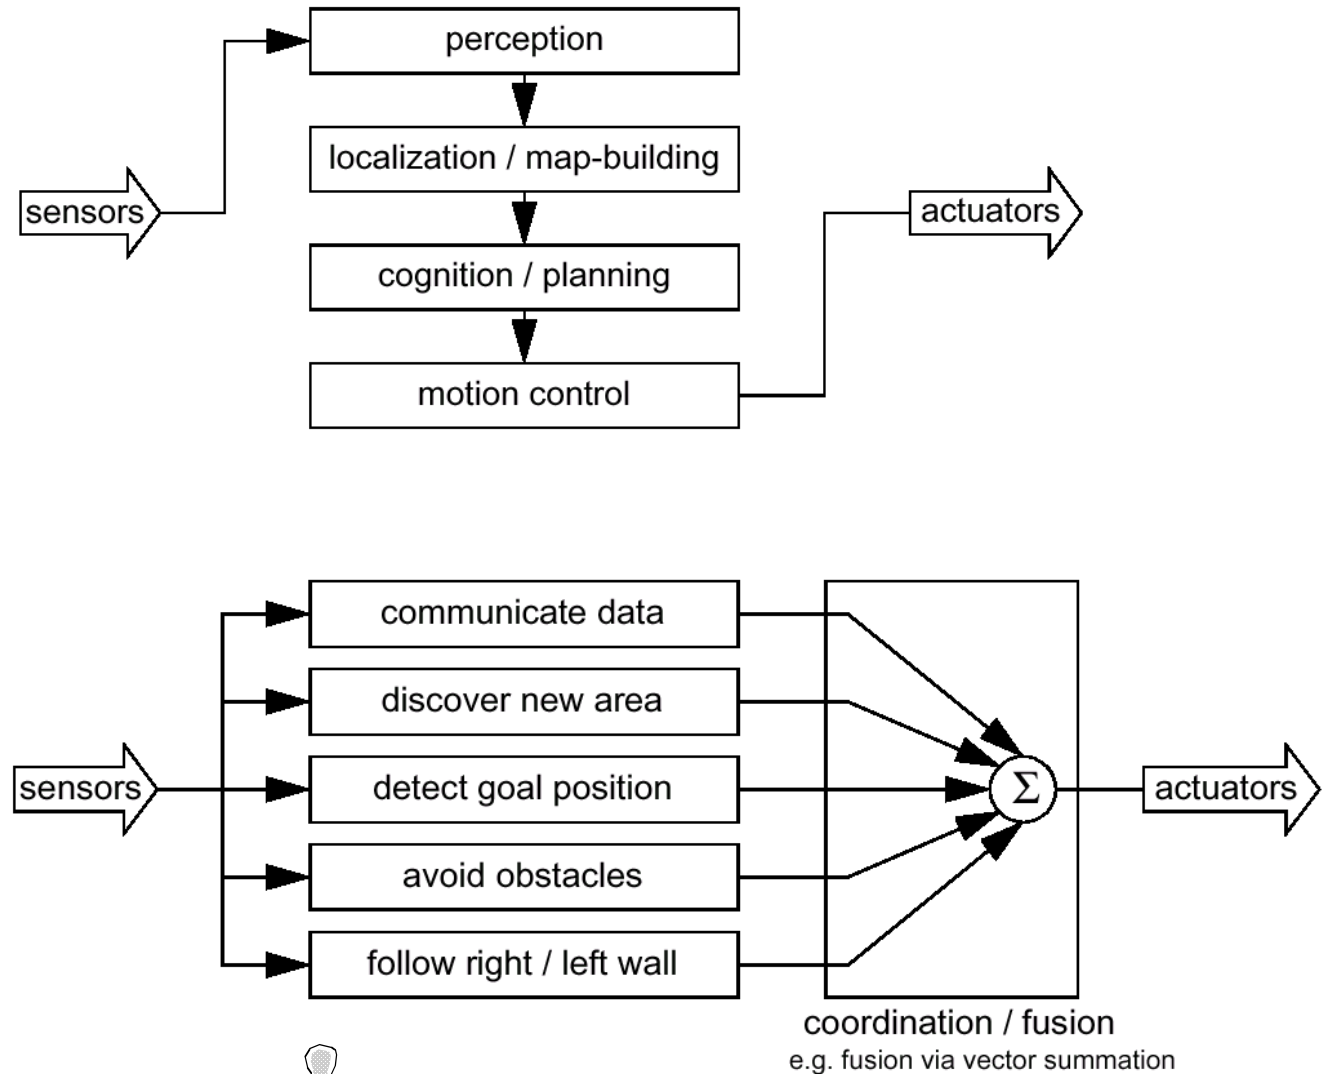 perception
localization / map-building
sensors
actuators
cognition / planning
motion control
communicate data
discover new area
sensors
detect goal position
Σ
actuators
avoid obstacles
follow right / left wall
coordination / fusion
e.g. fusion via vector summation